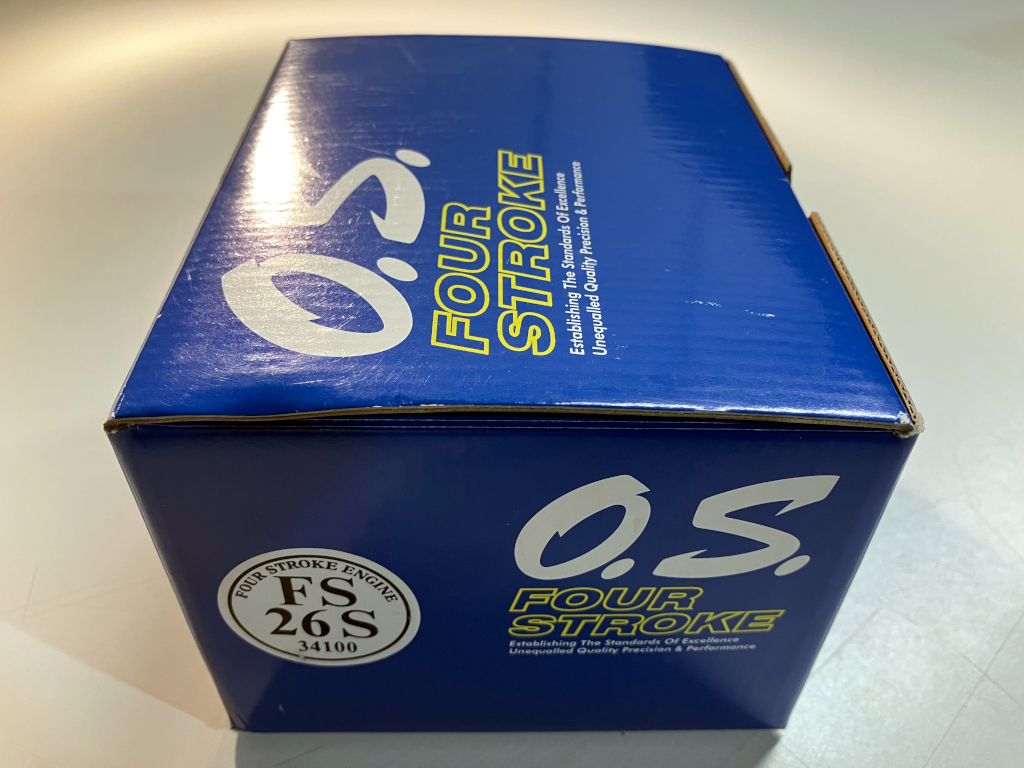 O.S.
FOUR
STROKE
Establishing The Standards Of Excellence
Unequalled Quality Precision & Performance
FOUR STROKE ENGINE
FS
26 S
34100
O.S.
FOUR
STROKE
Establishing The Standards Of Excellence
Unequalled Quality Precision & Performance